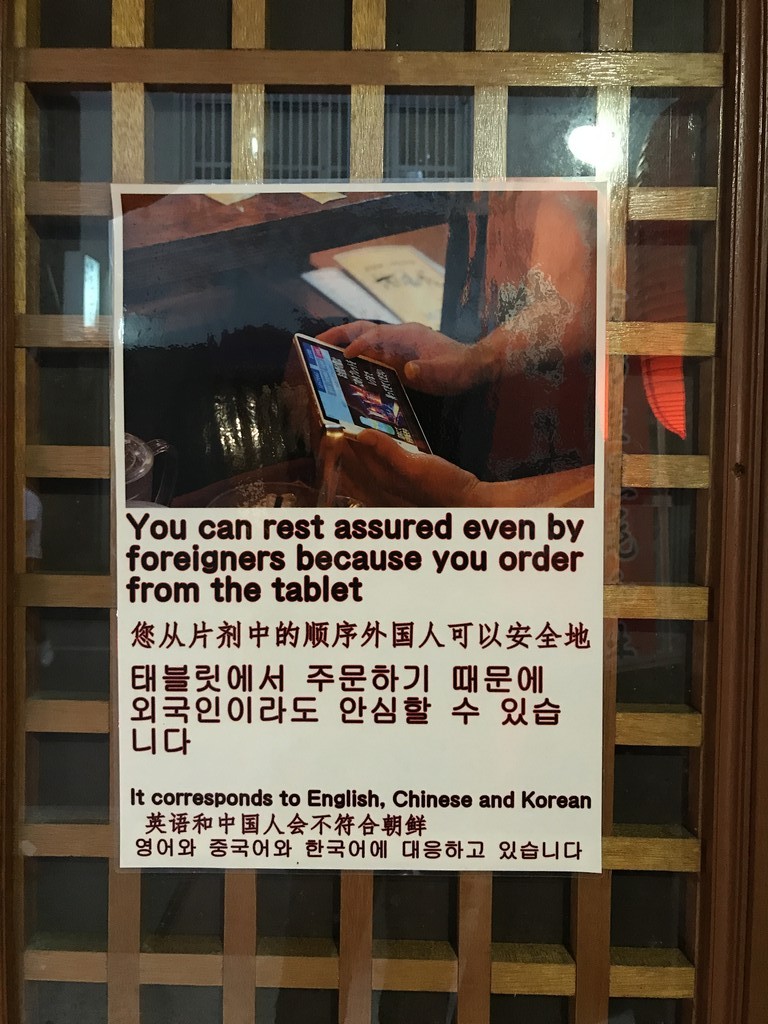 You can rest assured even by
foreigners because you order
from the tablet
您从片剂中的顺序外国人可以安全地
태블릿에서 주문하기 때문에
외국인이라도 안심할 수 있습
니다
It corresponds to English, Chinese and Korean
英语和中国人会不符合朝鲜
영어와 중국어와 한국어에 대응하고 있습니다